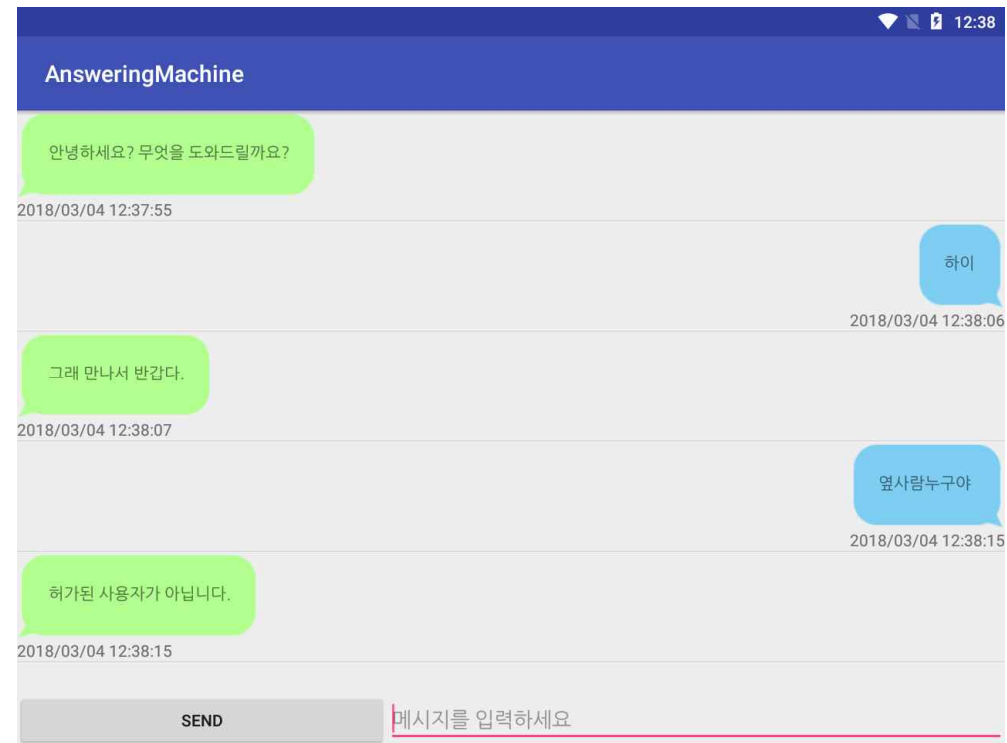 12:38
AnsweringMachine
안녕하세요? 무엇을 도와드릴까요?
2018/03/04 12:37:55
하이
2018/03/04 12:38:06
그래 만나서 반갑다.
2018/03/04 12:38:07
옆사람누구야
2018/03/04 12:38:15
허가된 사용자가 아닙니다.
2018/03/04 12:38:15
SEND 메시지를 입력하세요